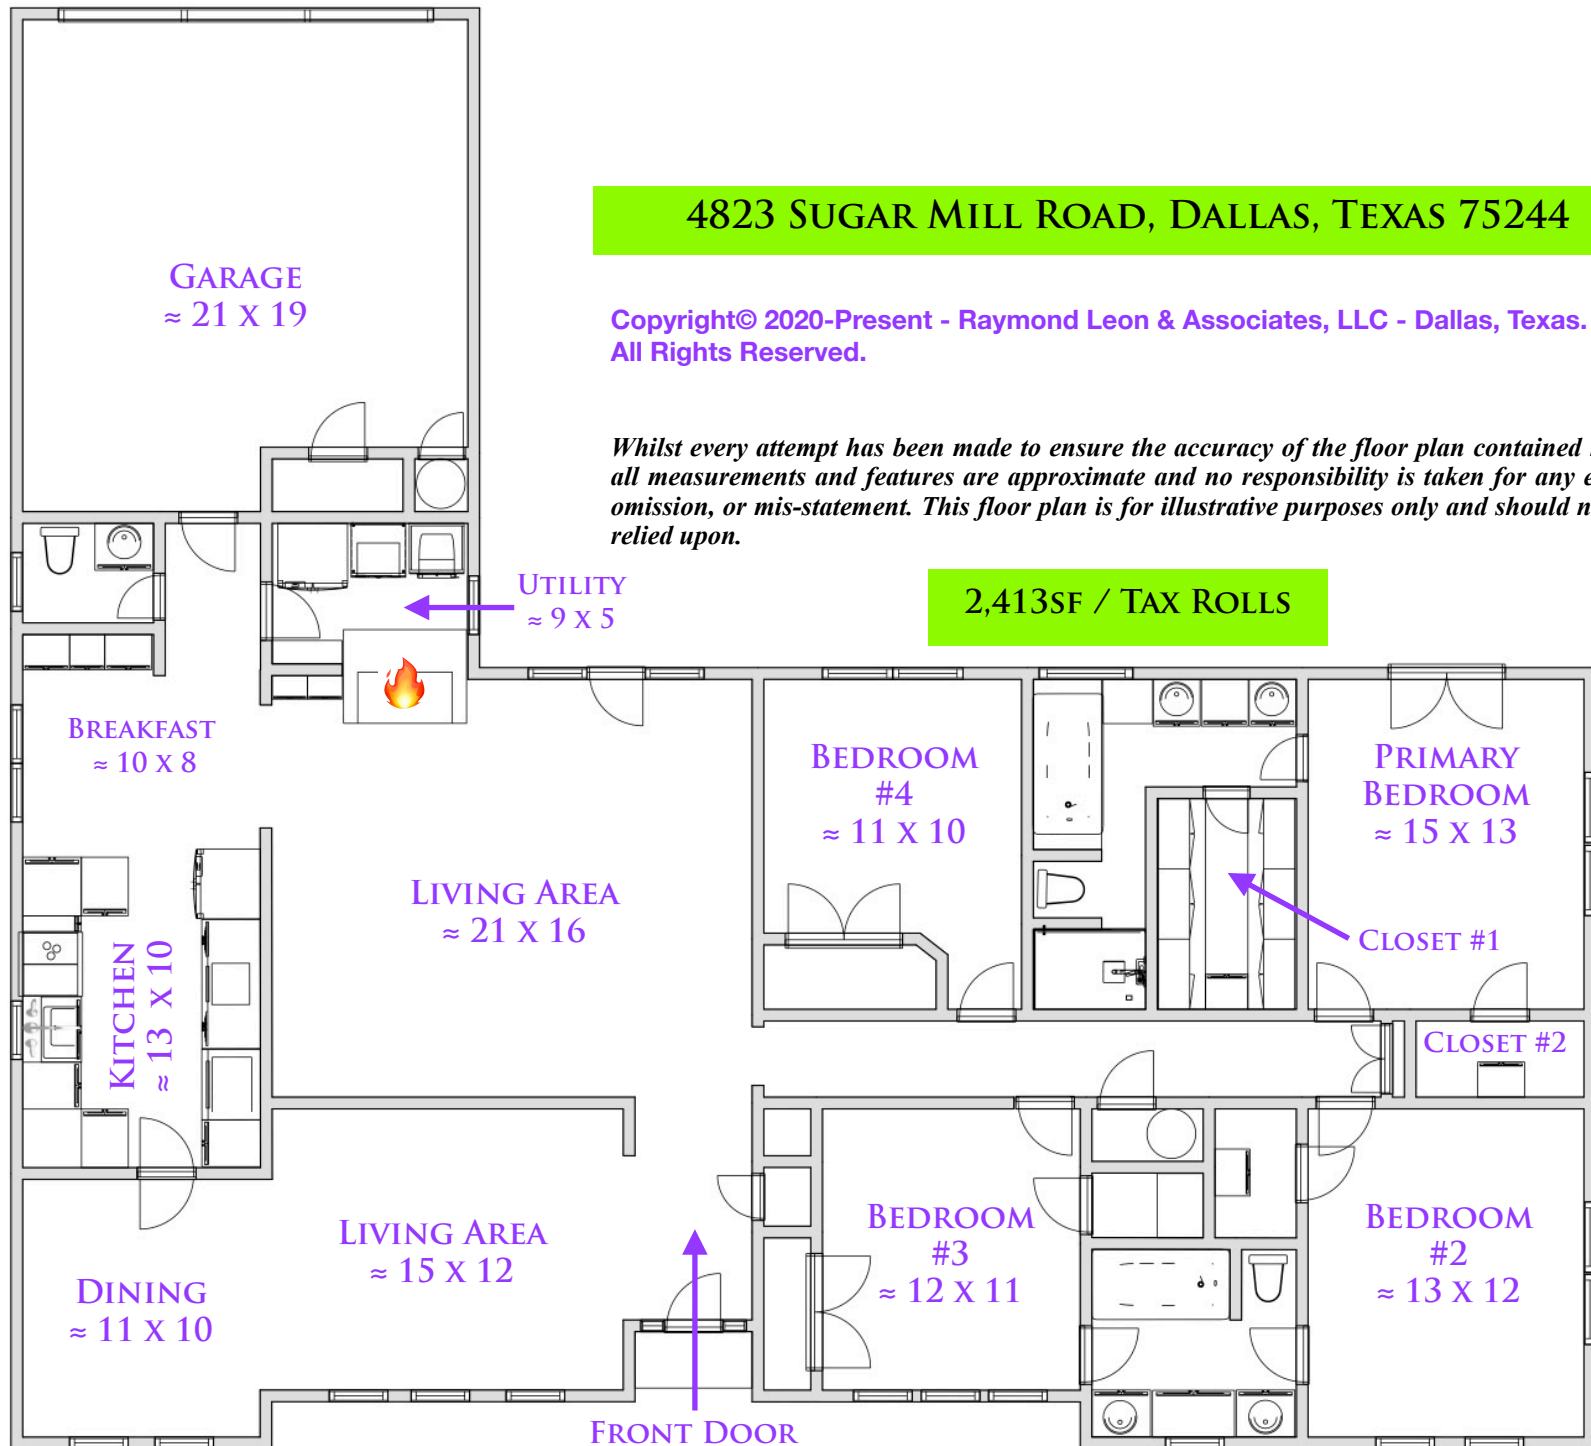 4823 Sugar Mill Road, Dallas, Texas 75244
Garage
≈ 21 x 19
Copyright© 2020-Present - Raymond Leon & Associates, LLC - Dallas, Texas.
All Rights Reserved.
Whilst every attempt has been made to ensure the accuracy of the floor plan contained
all measurements and features are approximate and no responsibility is taken for any
omission, or mis-statement. This floor plan is for illustrative purposes only and should
relied upon.
Utility
≈ 9 x 5
2,413sf / Tax Rolls
Breakfast
≈ 10 x 8
Bedroom
#4
≈ 11 x 10
Primary
Bedroom
≈ 15 x 13
Living Area
≈ 21 x 16
Closet #1
Kitchen
≈ 13 x 10
Closet #2
Living Area
≈ 15 x 12
Bedroom
#3
≈ 12 x 11
Bedroom
#2
≈ 13 x 12
Dining
≈ 11 x 10
Front Door